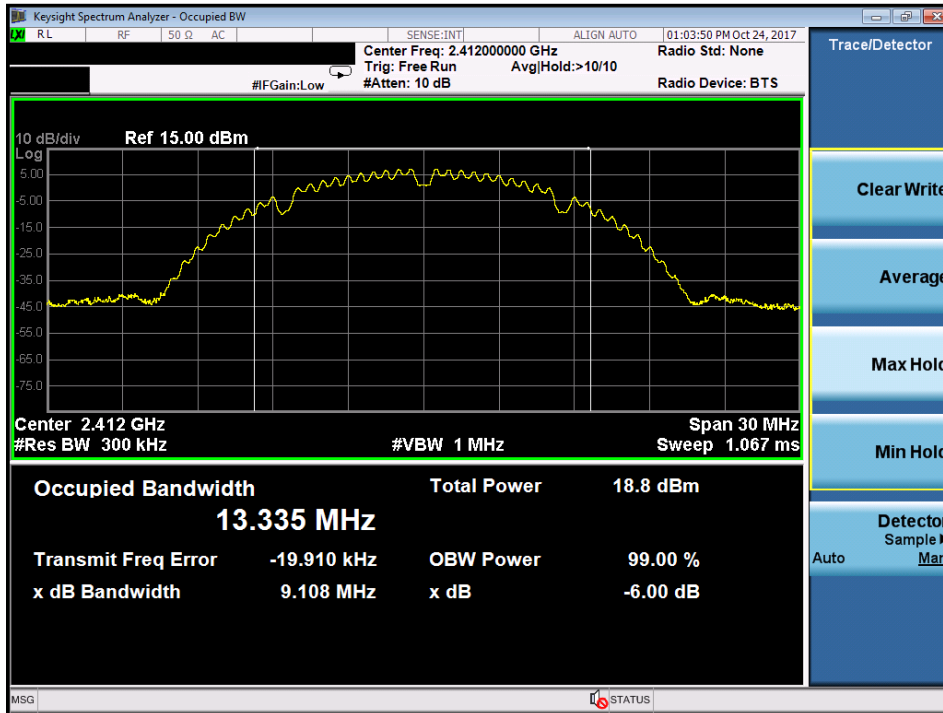 Keysight Spectrum Analyzer - Occupied BW
LXI RL RF 50 Ω AC SENSE:INT ALIGN AUTO 01:03:50 PM Oct 24, 2017
Center Freq: 2.412000000 GHz Radio Std: None
Trig: Free Run Avg|Hold:>10/10
#IFGain:Low #Atten: 10 dB Radio Device: BTS
10 dB/div Ref 15.00 dBm
Log
5.00
-5.00
-15.0
-25.0
-35.0
-45.0
-55.0
-65.0
-75.0
Center 2.412 GHz Span 30 MHz
#Res BW 300 kHz #VBW 1 MHz Sweep 1.067 ms
Occupied Bandwidth Total Power 18.8 dBm
13.335 MHz
Transmit Freq Error -19.910 kHz OBW Power 99.00 %
x dB Bandwidth 9.108 MHz x dB -6.00 dB
MSG STATUS
Trace/Detector
Clear Write
Average
Max Hold
Min Hold
Detector
Sample
Auto Man